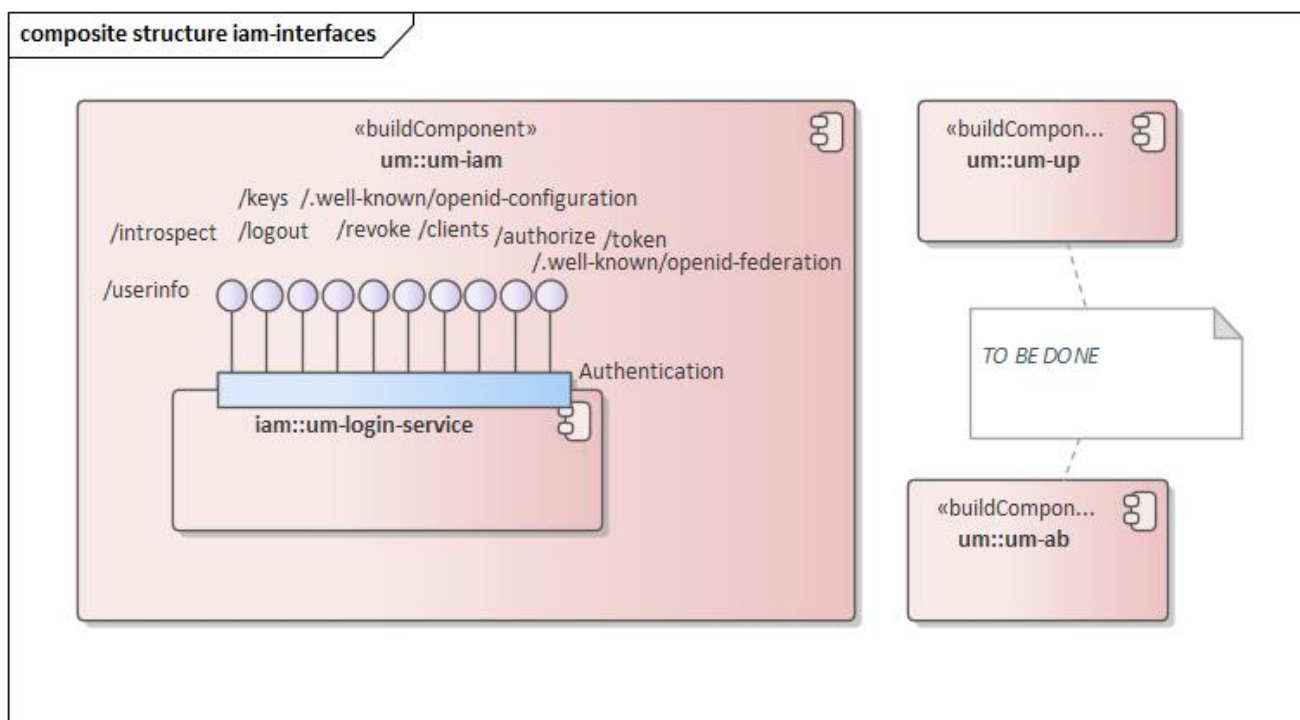 composite structure iam-interfaces
«buildComponent»
um::um-iam
/keys /.well-known/openid-configuration
/introspect /logout /revoke /clients /authorize /token
/.well-known/openid-federation
/userinfo
Authentication
iam::um-login-service
«buildCompon...
um::um-up
TO BE DONE
«buildCompon...
um::um-ab